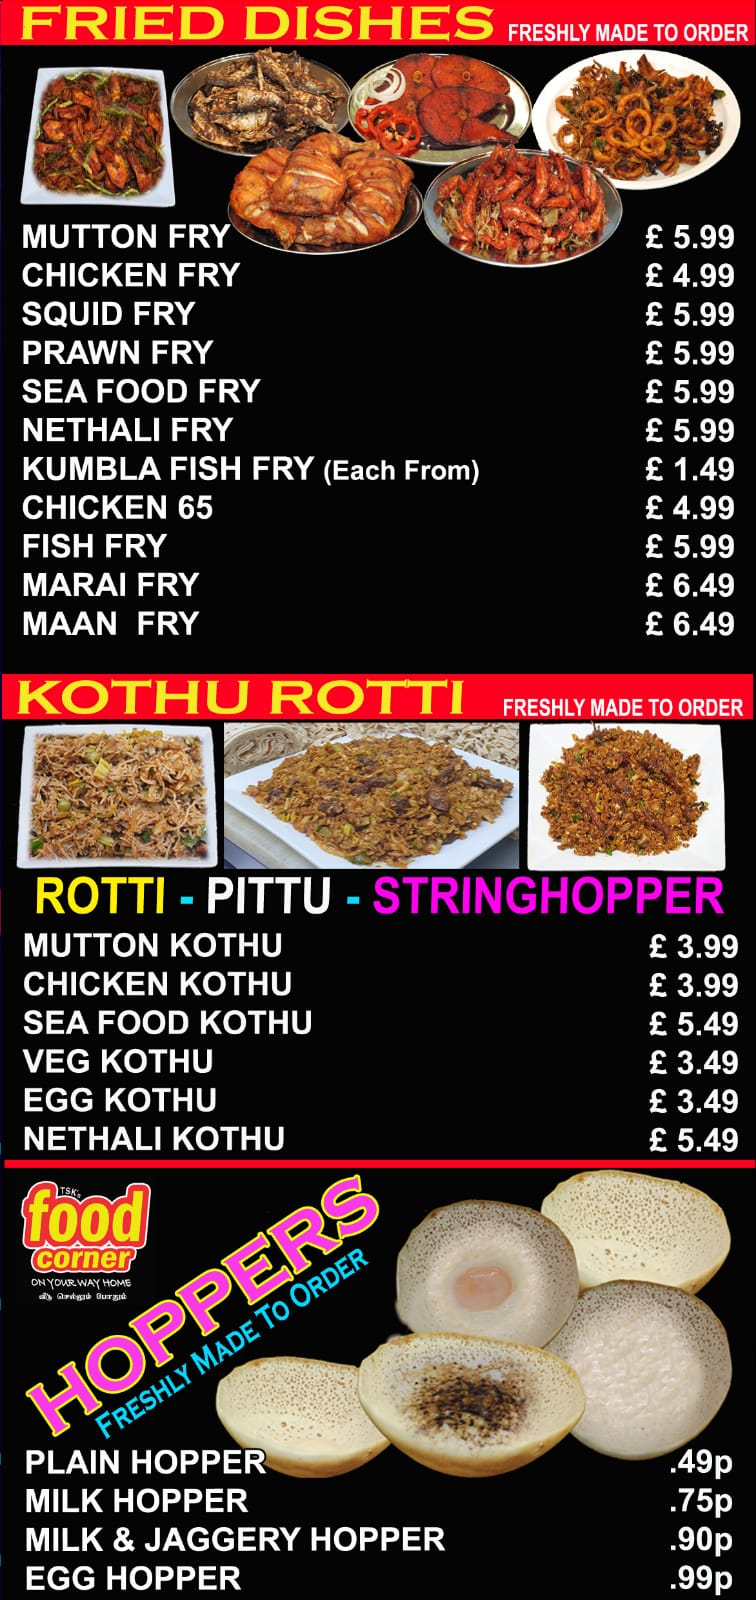 FRIED DISHES FRESHLY MADE TO ORDER
MUTTON FRY £ 5.99
CHICKEN FRY £ 4.99
SQUID FRY £ 5.99
PRAWN FRY £ 5.99
SEA FOOD FRY £ 5.99
NETHALI FRY £ 5.99
KUMBLA FISH FRY (Each From) £ 1.49
CHICKEN 65 £ 4.99
FISH FRY £ 5.99
MARAI FRY £ 6.49
MAAN FRY £ 6.49
KOTHU ROTTI FRESHLY MADE TO ORDER
ROTTI - PITTU - STRINGHOPPER
MUTTON KOTHU £ 3.99
CHICKEN KOTHU £ 3.99
SEA FOOD KOTHU £ 5.49
VEG KOTHU £ 3.49
EGG KOTHU £ 3.49
NETHALI KOTHU £ 5.49
TSK's
food
corner
ON YOUR WAY HOME
வீடு செல்லும் போதும்
HOPPERS
FRESHLY MADE TO ORDER
PLAIN HOPPER .49p
MILK HOPPER .75p
MILK & JAGGERY HOPPER .90p
EGG HOPPER .99p